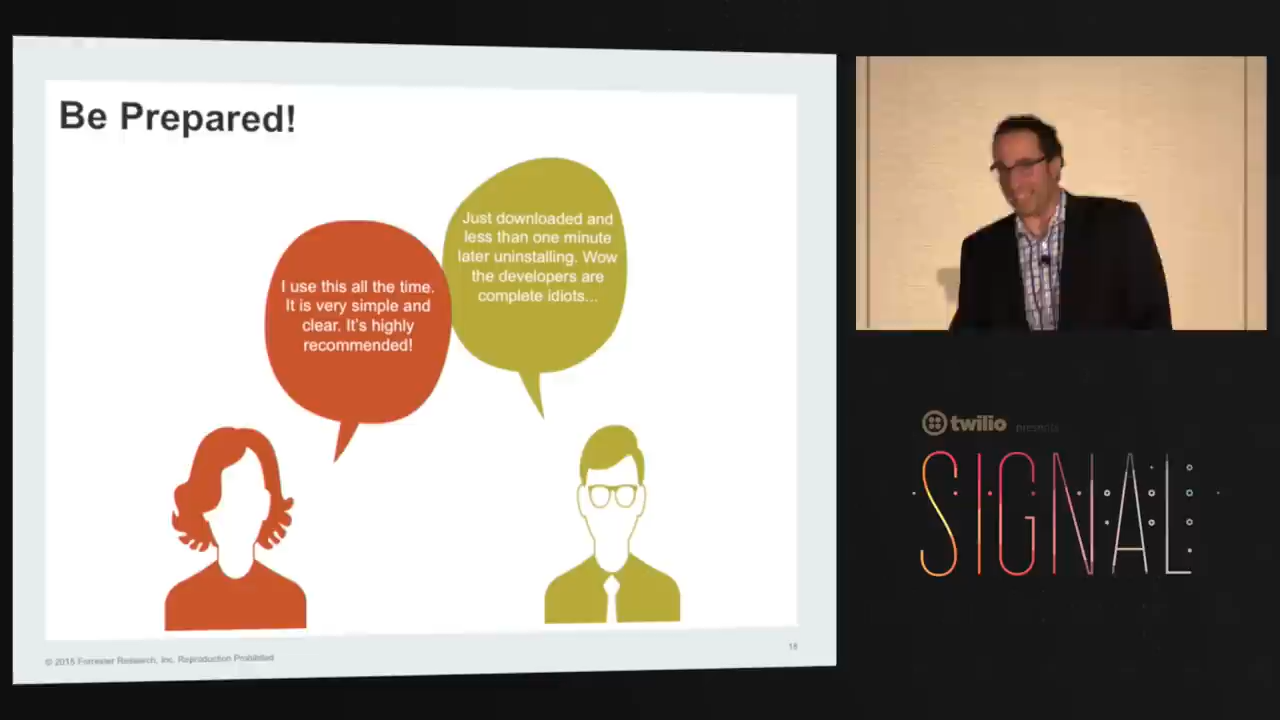 Be Prepared!
Just downloaded and
less than one minute
later uninstalling. Wow
the developers are
complete idiots...
I use this all the time.
It is very simple and
clear. It's highly
recommended!
© 2015 Forrester Research, Inc. Reproduction Prohibited
18
twilio presents
SIGNAL